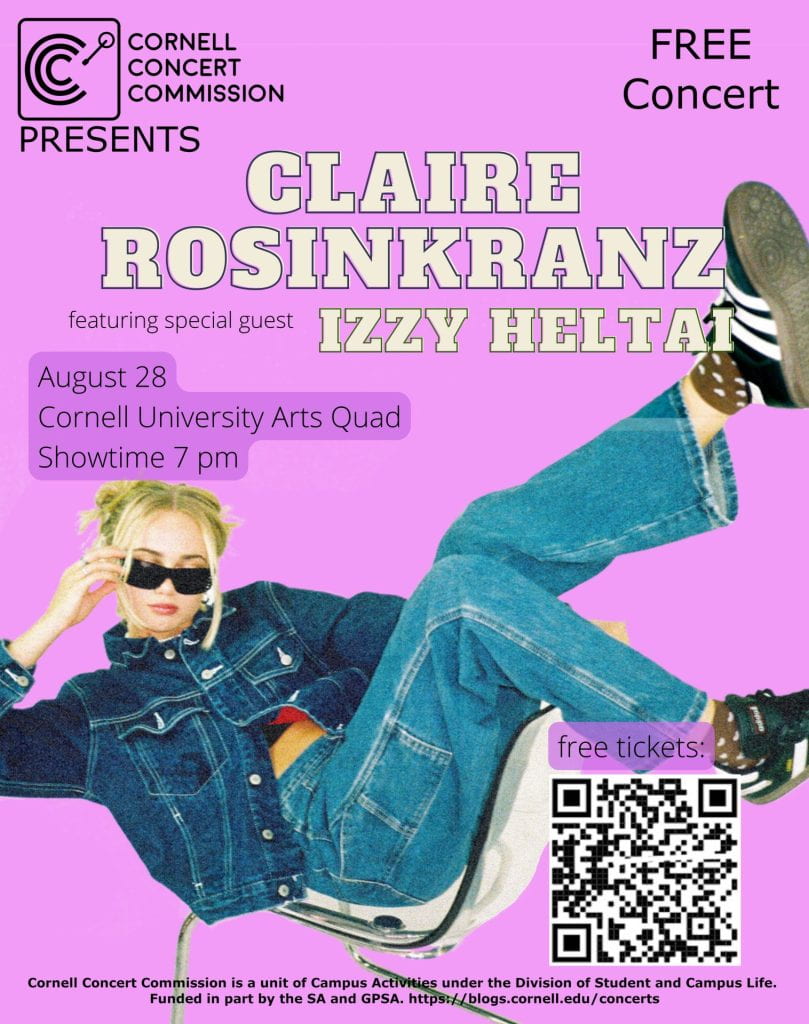 CORNELL
CONCERT
COMMISSION
PRESENTS
FREE
Concert
CLAIRE
ROSINKRANZ
featuring special guest IZZY HELTAI
August 28
Cornell University Arts Quad
Showtime 7 pm
free tickets:
Cornell Concert Commission is a unit of Campus Activities under the Division of Student and Campus Life.
Funded in part by the SA and GPSA. https://blogs.cornell.edu/concerts